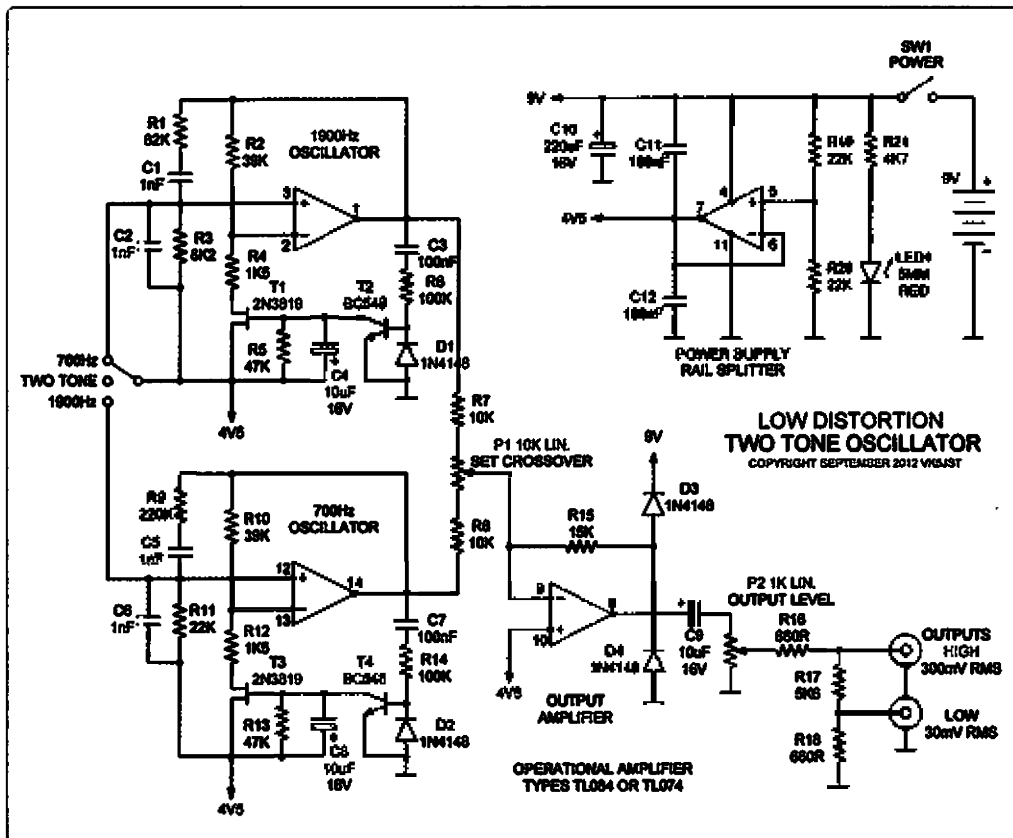 SW1
POWER
9V
R1
82K
R2
39K
1900Hz
OSCILLATOR
C10
220uF
16V
C11
100nF
R19
22K
R21
4K7
9V
+
C1
1nF
3
+
1
2
-
4
5
+
7
11
-
6
4V5
C2
1nF
R3
8K2
R4
1K5
C3
100nF
R6
100K
T1
2N3819
T2
BC548
D1
1N4148
R5
47K
C4
10uF
16V
C12
100nF
R20
22K
LED1
5MM
RED
POWER SUPPLY
RAIL SPLITTER
700Hz
TWO TONE
1900Hz
4V5
R7
10K
P1 10K LIN.
SET CROSSOVER
LOW DISTORTION
TWO TONE OSCILLATOR
COPYRIGHT SEPTEMBER 2012 VK5JST
9V
D3
1N4148
R9
220K
R10
39K
700Hz
OSCILLATOR
R8
10K
R15
15K
C5
1nF
12
+
14
13
-
C6
1nF
R11
22K
R12
1K5
C7
100nF
R14
100K
T3
2N3819
T4
BC548
D2
1N4148
R13
47K
10uF
16V
4V5
9
-
8
10
+
4V5
OUTPUT
AMPLIFIER
D4
1N4148
+
C9
10uF
16V
P2 1K LIN.
OUTPUT LEVEL
R16
680R
R17
5K6
R18
680R
OUTPUTS
HIGH
300mV RMS
LOW
30mV RMS
OPERATIONAL AMPLIFIER
TYPES TL084 OR TL074